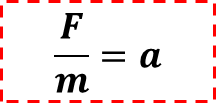 F/m = a